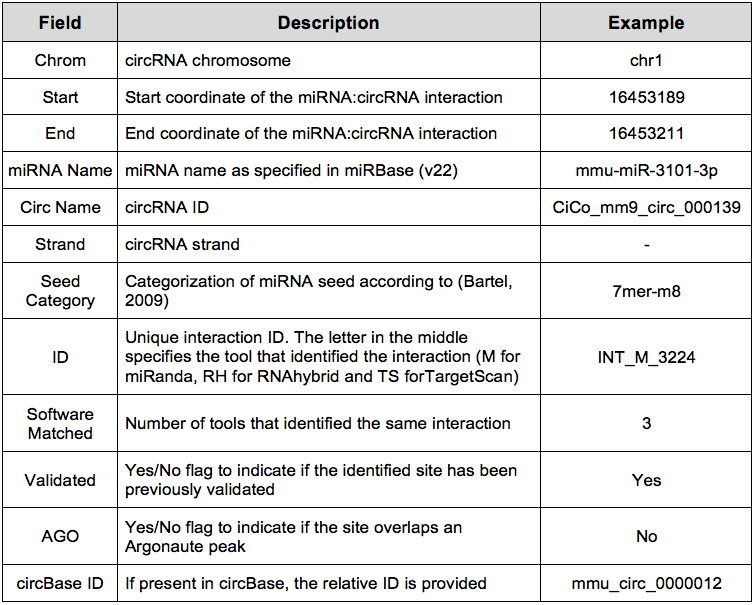 Field Description Example
Chrom circRNA chromosome chr1
Start Start coordinate of the miRNA:circRNA interaction 16453189
End End coordinate of the miRNA:circRNA interaction 16453211
miRNA Name miRNA name as specified in miRBase (v22) mmu-miR-3101-3p
Circ Name circRNA ID CiCo_mm9_circ_000139
Strand circRNA strand -
Seed
Category
Categorization of miRNA seed according to (Bartel,
2009)
7mer-m8
ID
Unique interaction ID. The letter in the middle
specifies the tool that identified the interaction (M for
miRanda, RH for RNAhybrid and TS forTargetScan)
INT_M_3224
Software
Matched
Number of tools that identified the same interaction
3
Validated
Yes/No flag to indicate if the identified site has been
previously validated
Yes
AGO
Yes/No flag to indicate if the site overlaps an
Argonaute peak
No
circBase ID If present in circBase, the relative ID is provided mmu_circ_0000012